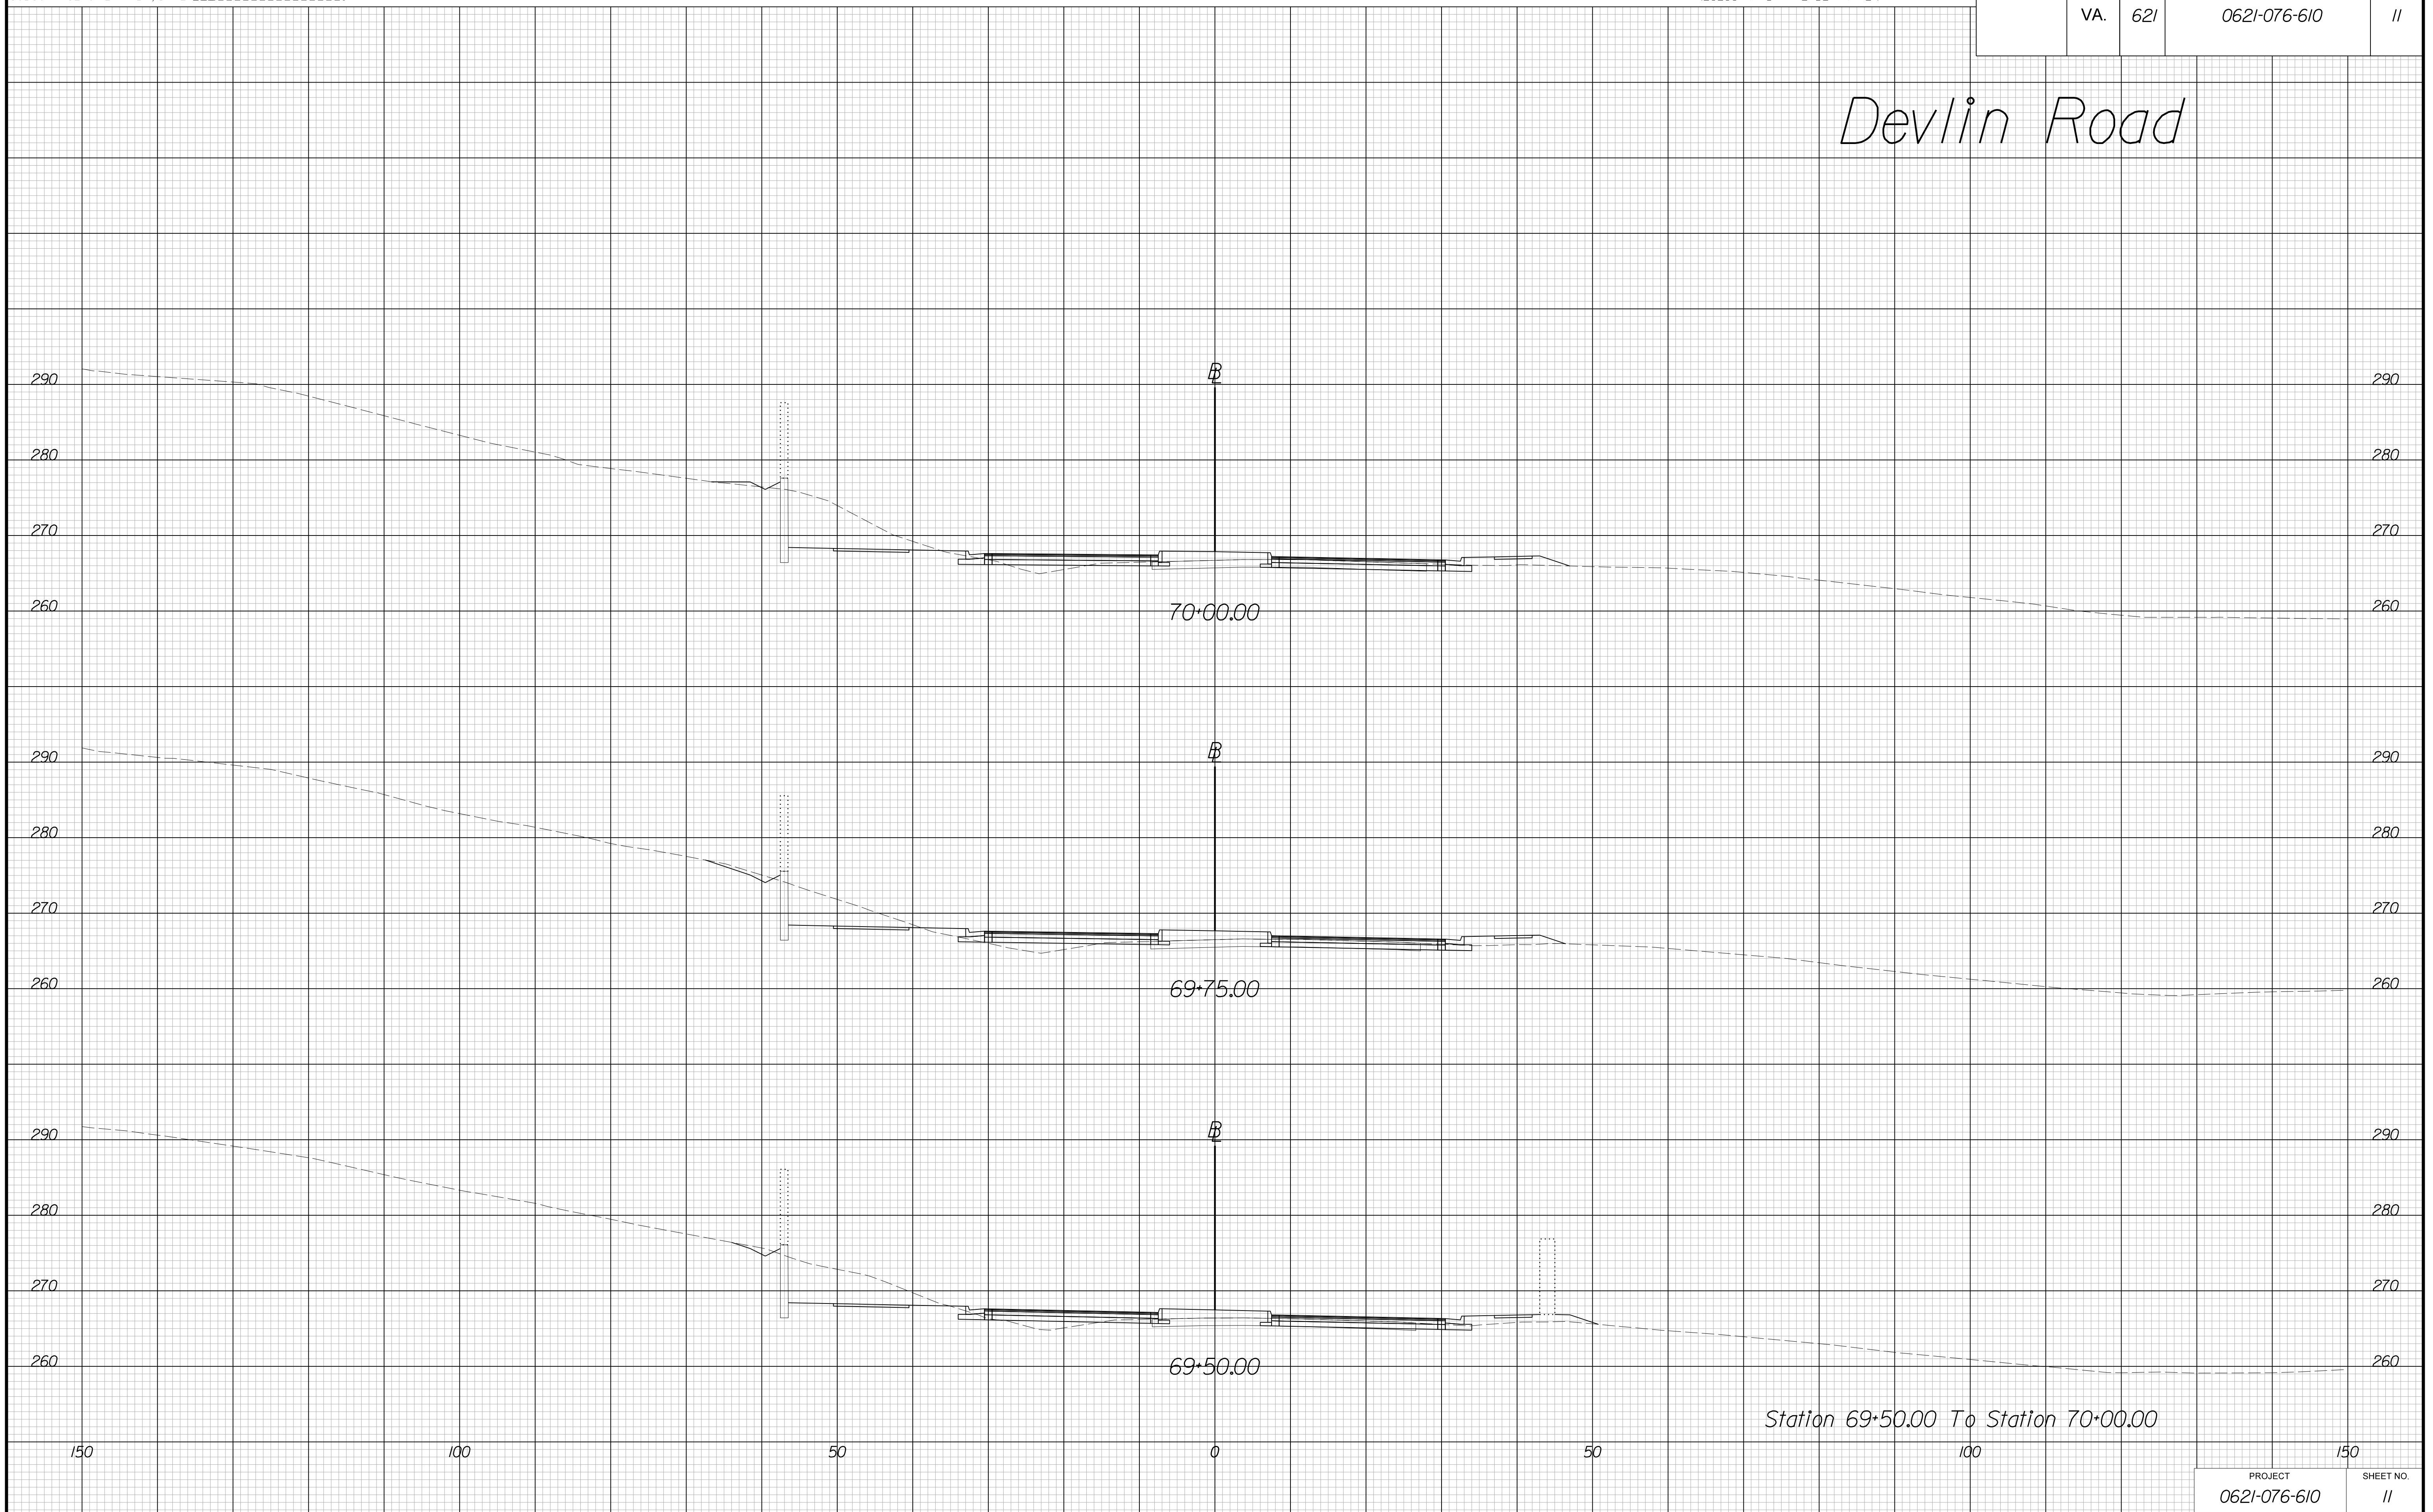 VA. 621 0621-076-610 11
Devlin Road
BL
290 290
280 280
270 270
260 70+00.00 260
BL
290 290
280 280
270 270
260 69+75.00 260
BL
290 290
280 280
270 270
260 69+50.00 260
Station 69+50.00 To Station 70+00.00
150 100 50 0 50 100 150
PROJECT SHEET NO.
0621-076-610 11